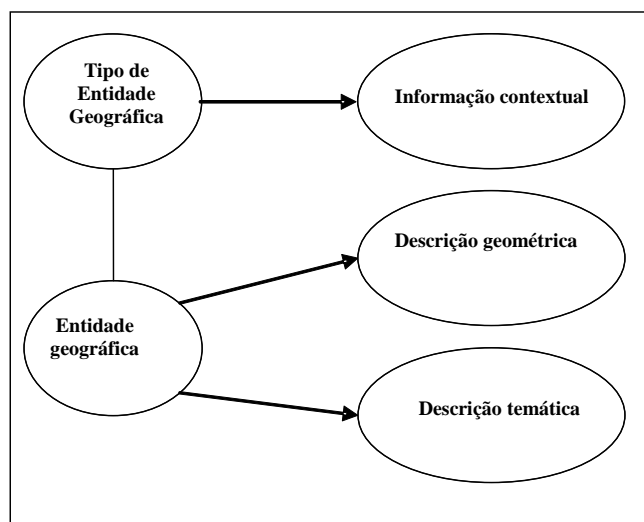 Tipo de
Entidade
Geográfica
Informação contextual
Descrição geométrica
Entidade
geográfica
Descrição temática